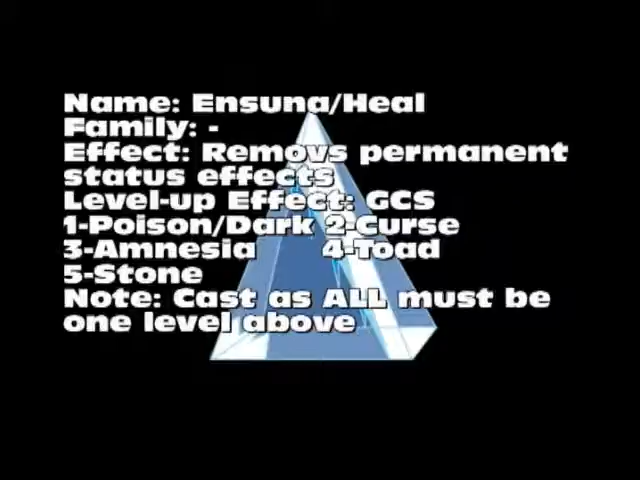 Name: Ensuna/Heal
Family: -
Effect: Removs permanent
status effects
Level-up Effect: GCS
1-Poison/Dark 2-Curse
3-Amnesia 4-Toad
5-Stone
Note: Cast as ALL must be
one level above